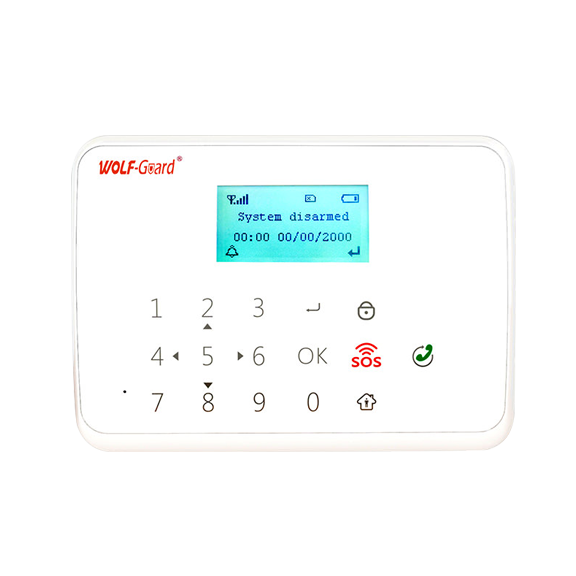 WOLF-Guard®
System disarmed
00:00 00/00/2000
1 2 3
4 5 6 OK SOS
7 8 9 0